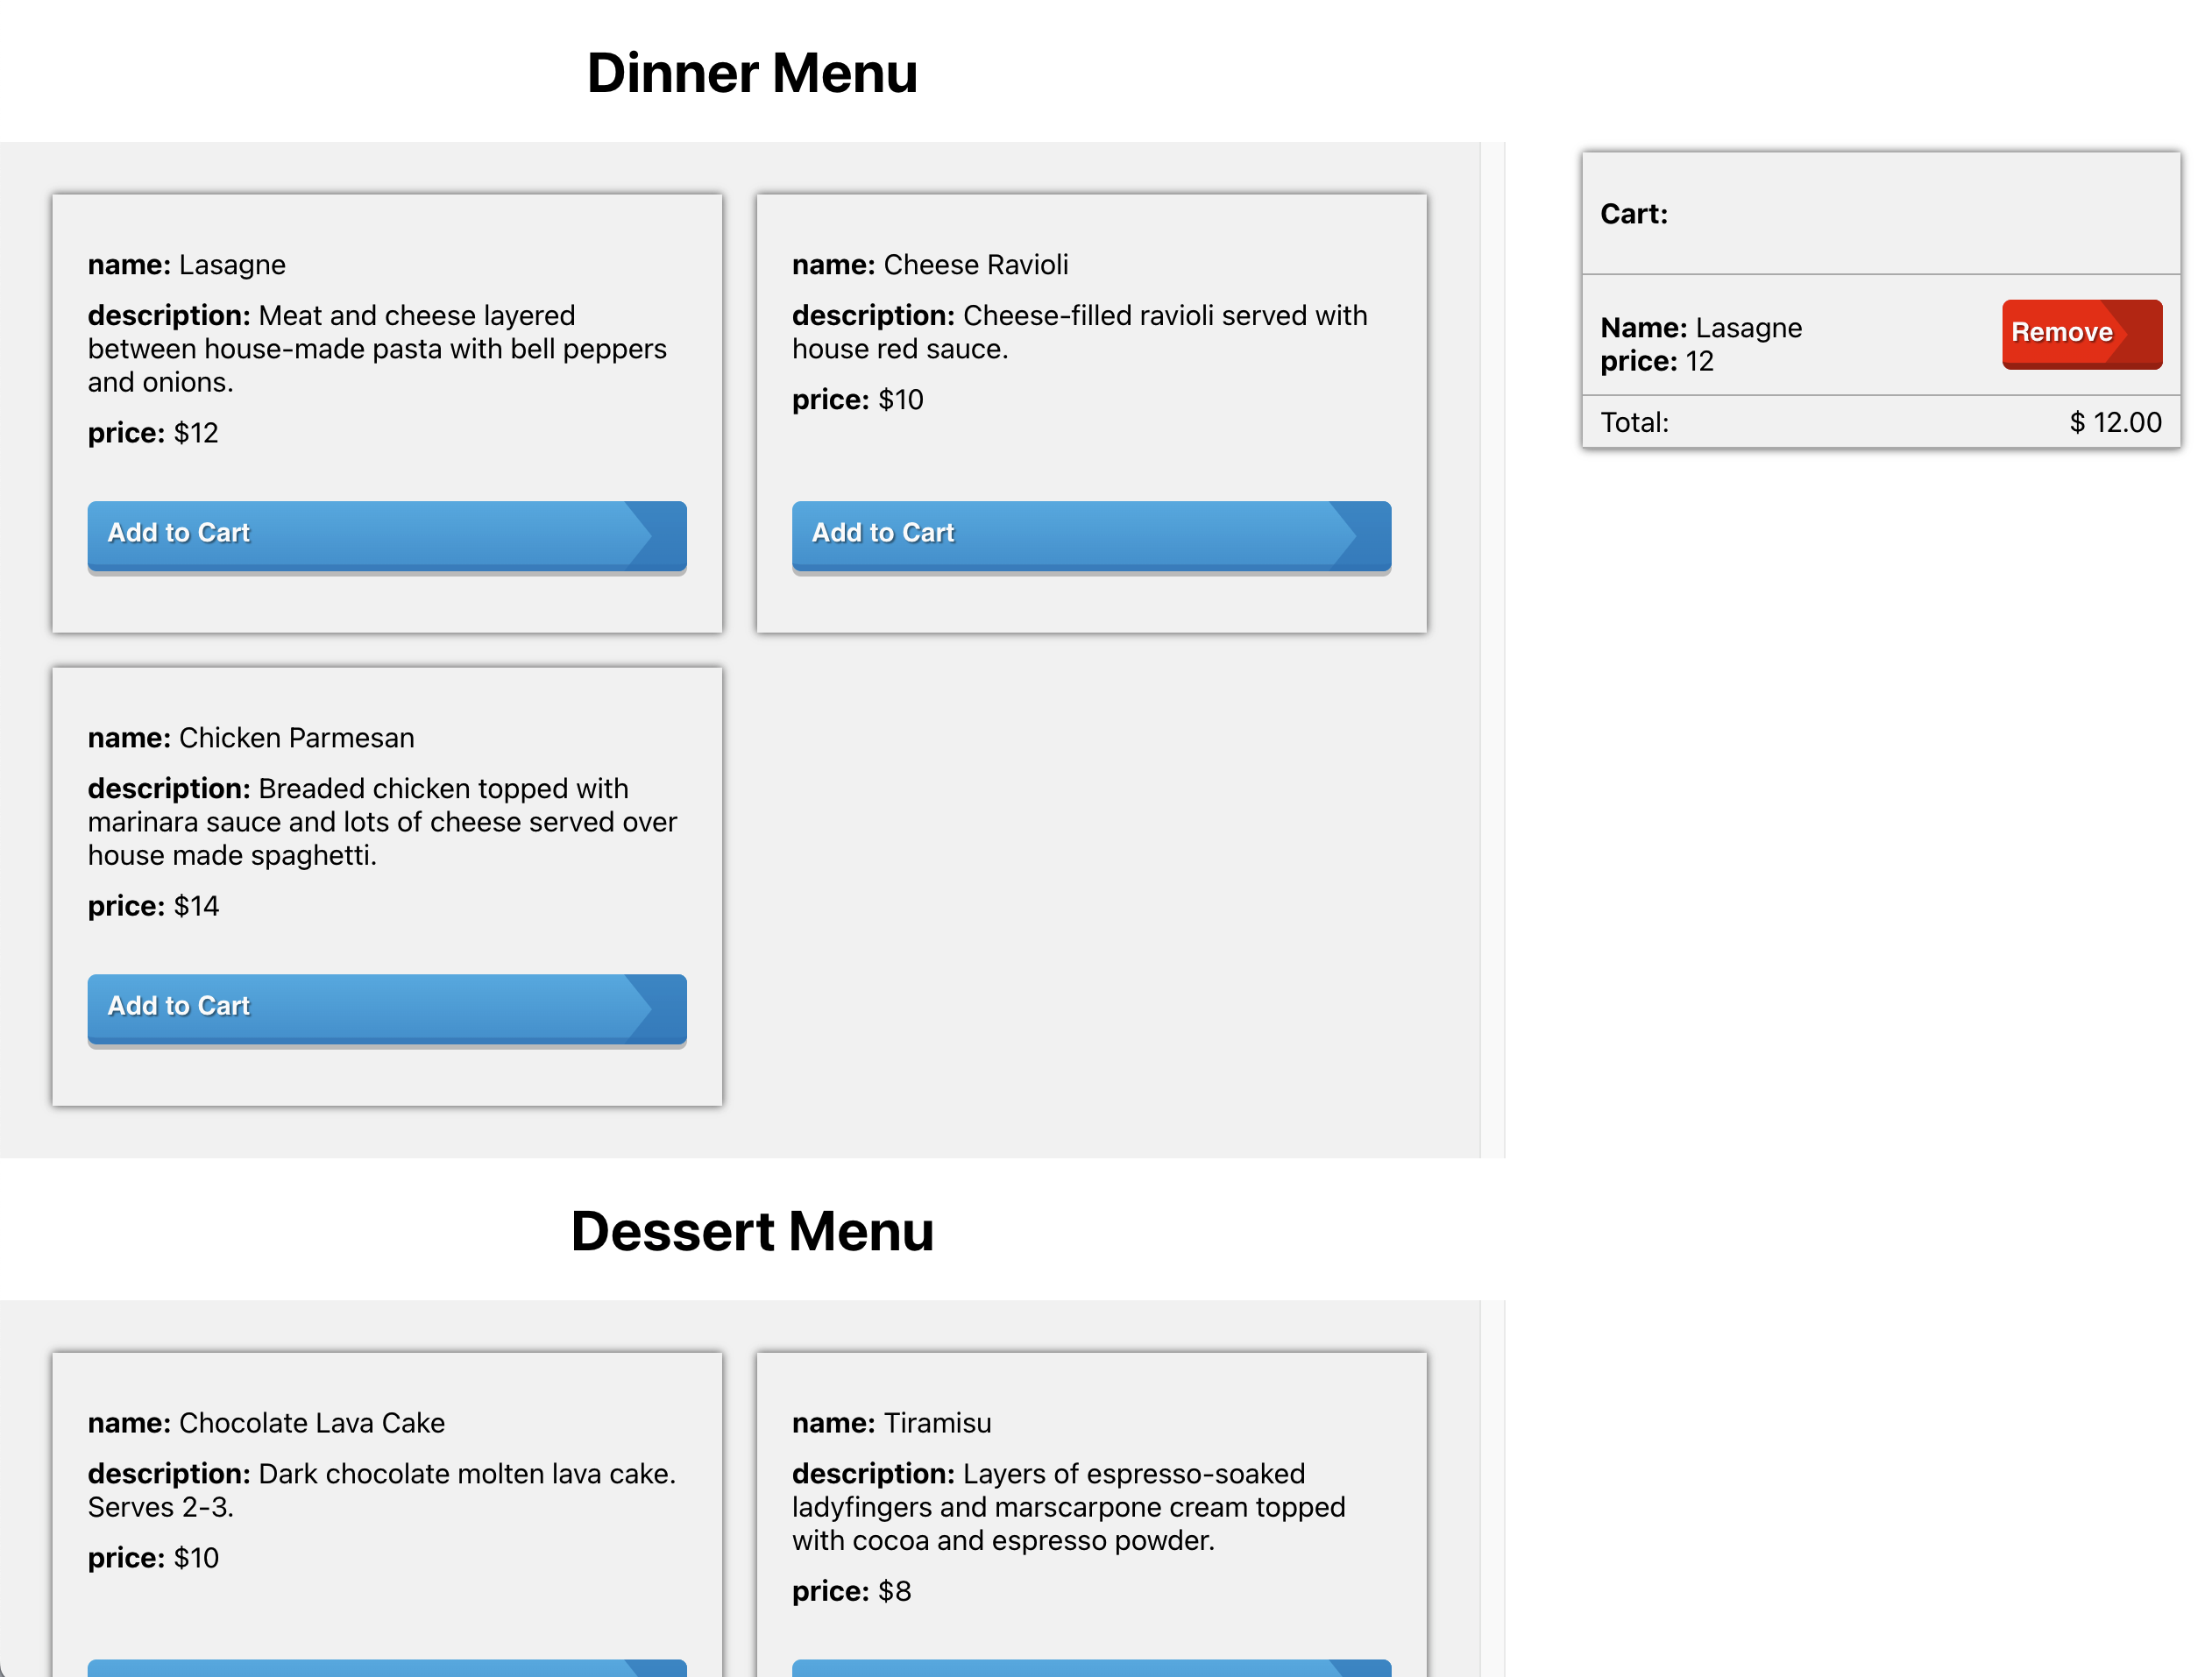 Dinner Menu
name: Lasagne
description: Meat and cheese layered
between house-made pasta with bell peppers
and onions.
price: $12
Add to Cart
name: Cheese Ravioli
description: Cheese-filled ravioli served with
house red sauce.
price: $10
Add to Cart
name: Chicken Parmesan
description: Breaded chicken topped with
marinara sauce and lots of cheese served over
house made spaghetti.
price: $14
Add to Cart
Cart:
Name: Lasagne
price: 12
Remove
Total: $ 12.00
Dessert Menu
name: Chocolate Lava Cake
description: Dark chocolate molten lava cake.
Serves 2-3.
price: $10
name: Tiramisu
description: Layers of espresso-soaked
ladyfingers and marscarpone cream topped
with cocoa and espresso powder.
price: $8